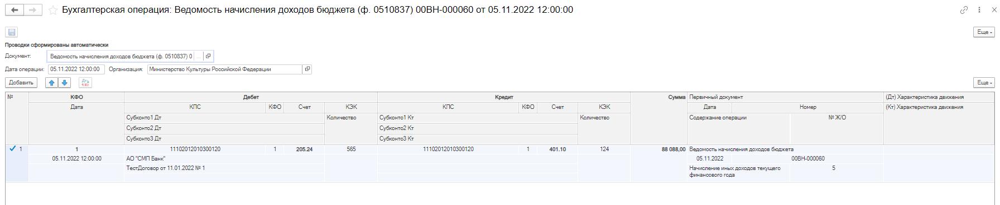 Бухгалтерская операция: Ведомость начисления доходов бюджета (ф. 0510837) 00ВН-000060 от 05.11.2022 12:00:00
Еще
Проводки сформированы автоматически
Документ: Ведомость начисления доходов бюджета (ф. 0510837) 0 ...
Дата операции: 05.11.2022 12:00:00 Организация: Министерство Культуры Российской Федерации
Добавить Дт Кт Еще
№ КФО Дебет Кредит Сумма Первичный документ (Дт) Характеристика движения
Дата КПС КФО Счет КЭК КПС КФО Счет КЭК Дата Номер (Кт) Характеристика движения
Субконто1 Дт Количество Субконто1 Кт Количество Содержание операции № Ж/О
Субконто2 Дт Субконто2 Кт
Субконто3 Дт Субконто3 Кт
1 1 11102012010300120 1 205.24 565 11102012010300120 1 401.10 124 88 088,00 Ведомость начисления доходов бюджета
05.11.2022 12:00:00 АО "СМП Банк" 05.11.2022 00ВН-000060
ТестДоговор от 11.01.2022 № 1 Начисление иных доходов текущего 5
финансового года